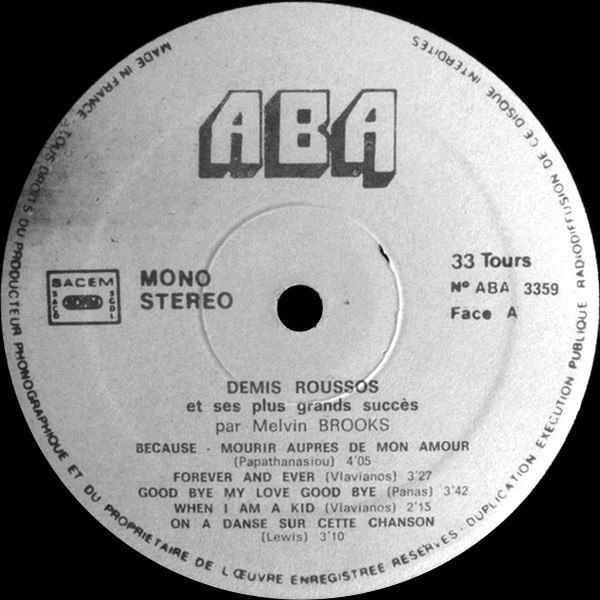 MADE IN FRANCE - TOUS DROITS DU PRODUCTEUR PHONOGRAPHIQUE ET DU PROPRIETAIRE DE L'ŒUVRE ENREGISTREE RESERVES. DUPLICATION EXECUTION PUBLIQUE RADIODIFFUSION DE CE DISQUE INTERDITES
ABA
SACEM
SACD
SGDL
MONO
STEREO
33 Tours
Nº ABA 3359
Face A
DEMIS ROUSSOS
et ses plus grands succès
par Melvin BROOKS
BECAUSE - MOURIR AUPRES DE MON AMOUR
(Papathanasiou) 4'05
FOREVER AND EVER (Vlavianos) 3'27
GOOD BYE MY LOVE GOOD BYE (Panas) 3'42
WHEN I AM A KID (Vlavianos) 2'15
ON A DANSE SUR CETTE CHANSON
(Lewis) 3'10